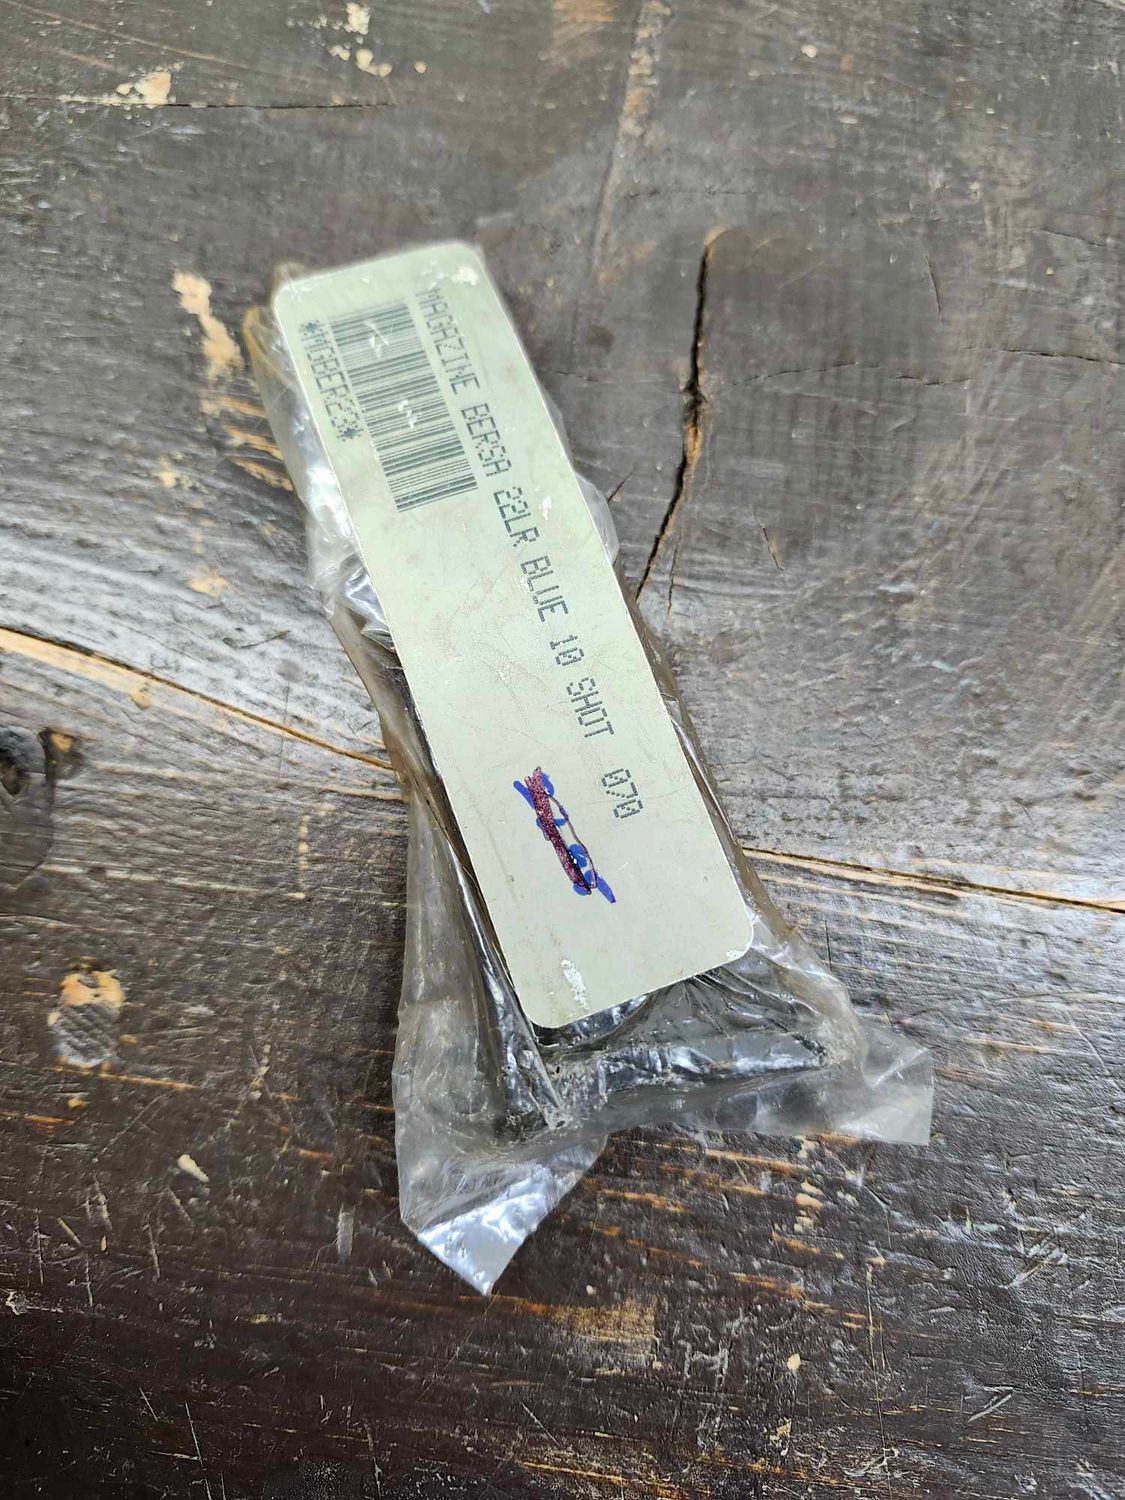 MAGAZINE BERSA 22LR BLUE 10 SHOT 070
*MGBER23*